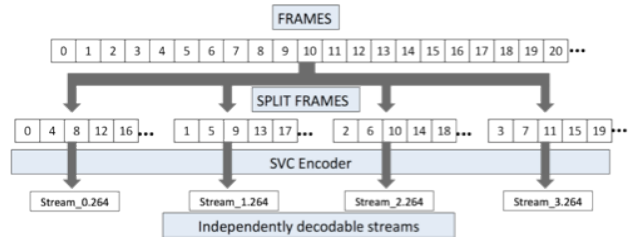 FRAMES
0 1 2 3 4 5 6 7 8 9 10 11 12 13 14 15 16 17 18 19 20 ...
SPLIT FRAMES
0 4 8 12 16 ... 1 5 9 13 17 ... 2 6 10 14 18 ... 3 7 11 15 19 ...
SVC Encoder
Stream_0.264 Stream_1.264 Stream_2.264 Stream_3.264
Independently decodable streams